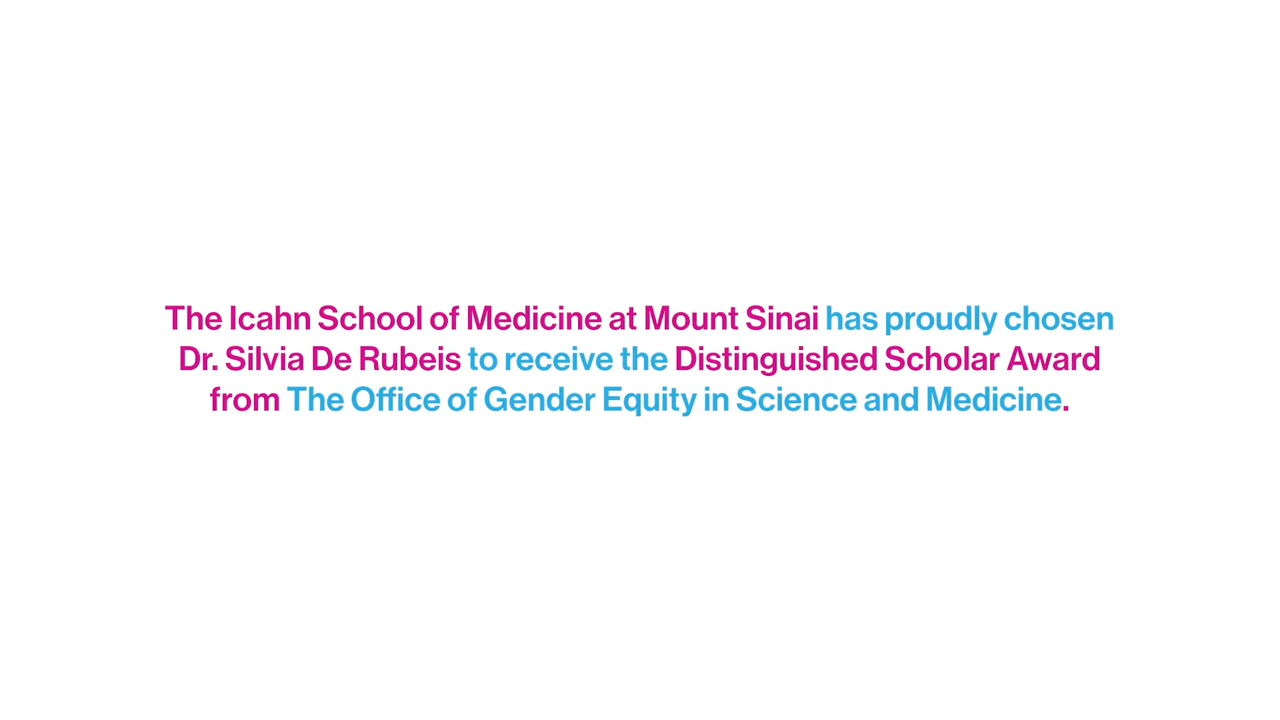 The Icahn School of Medicine at Mount Sinai has proudly chosen
Dr. Silvia De Rubeis to receive the Distinguished Scholar Award
from The Office of Gender Equity in Science and Medicine.